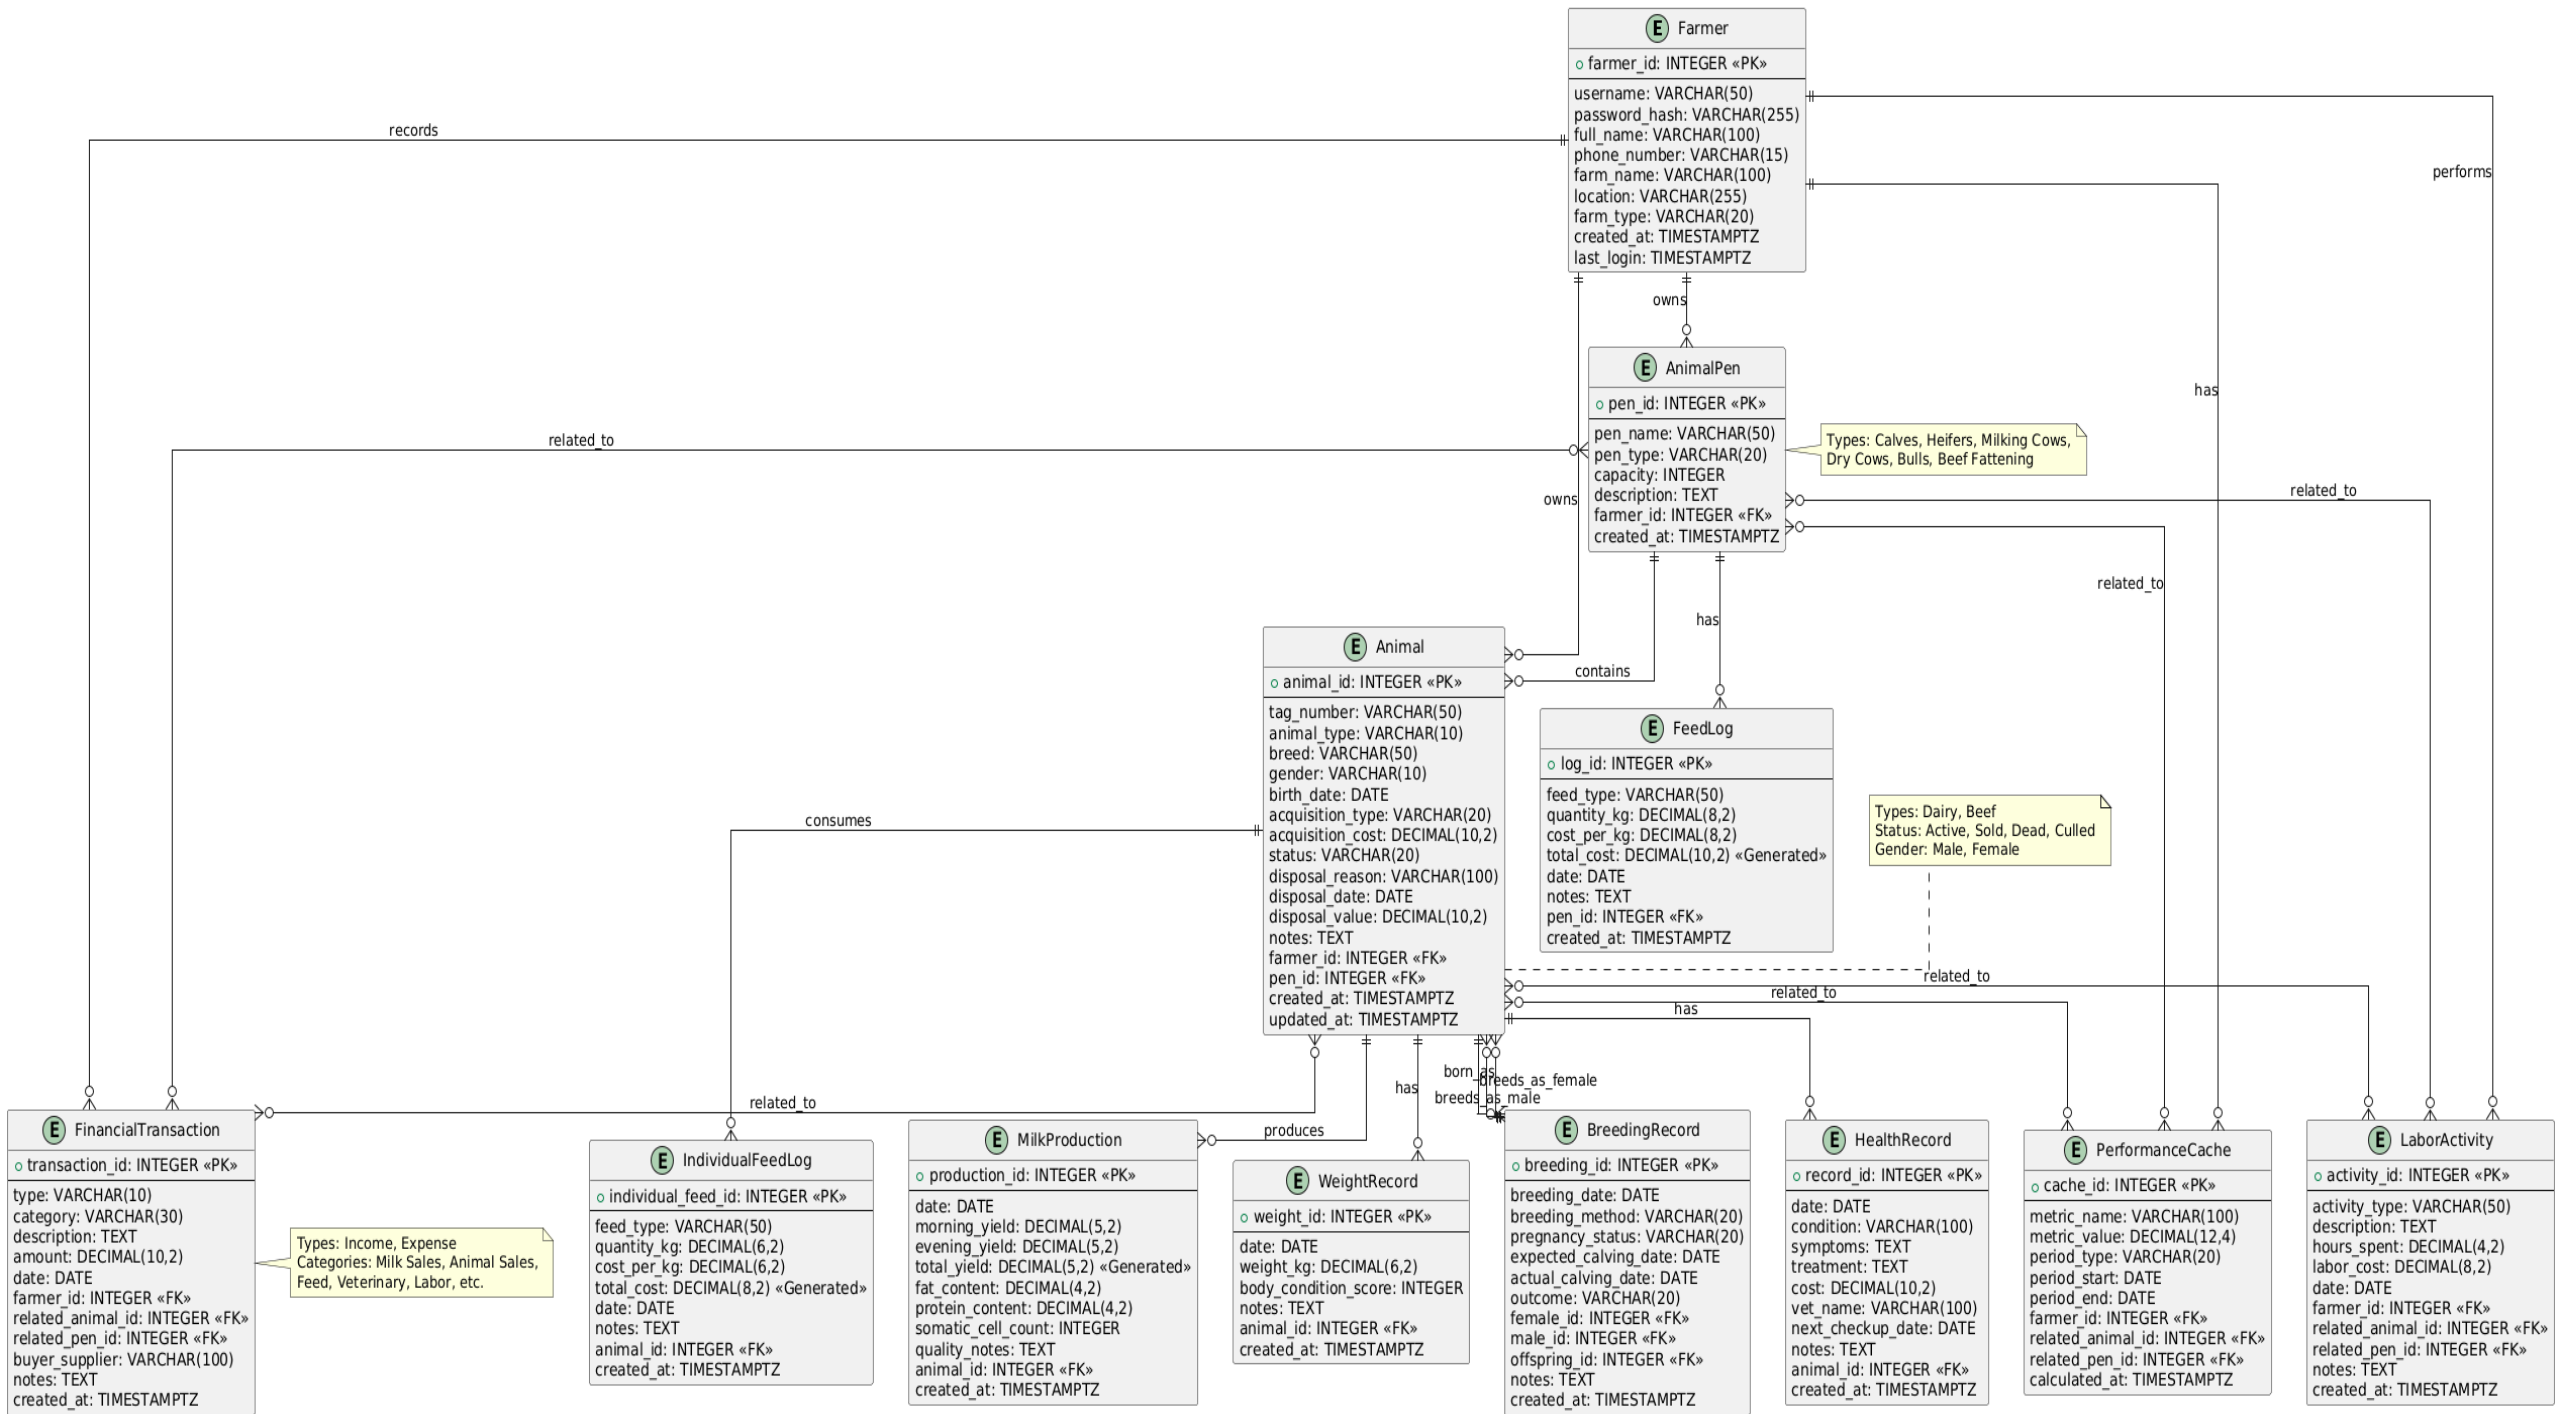 E Farmer
farmer_id: INTEGER «PK»
username: VARCHAR(50)
password_hash: VARCHAR(255)
full_name: VARCHAR(100)
phone_number: VARCHAR(15)
farm_name: VARCHAR(100)
location: VARCHAR(255)
farm_type: VARCHAR(20)
created_at: TIMESTAMPTZ
last_login: TIMESTAMPTZ
records
performs
owns
has
E AnimalPen
pen_id: INTEGER «PK»
pen_name: VARCHAR(50)
pen_type: VARCHAR(20)
capacity: INTEGER
description: TEXT
farmer_id: INTEGER «FK»
created_at: TIMESTAMPTZ
Types: Calves, Heifers, Milking Cows,
Dry Cows, Bulls, Beef Fattening
related_to
related_to
owns
related_to
has
contains
E Animal
animal_id: INTEGER «PK»
tag_number: VARCHAR(50)
animal_type: VARCHAR(10)
breed: VARCHAR(50)
gender: VARCHAR(10)
birth_date: DATE
acquisition_type: VARCHAR(20)
acquisition_cost: DECIMAL(10,2)
status: VARCHAR(20)
disposal_reason: VARCHAR(100)
disposal_date: DATE
disposal_value: DECIMAL(10,2)
notes: TEXT
farmer_id: INTEGER «FK»
pen_id: INTEGER «FK»
created_at: TIMESTAMPTZ
updated_at: TIMESTAMPTZ
E FeedLog
log_id: INTEGER «PK»
feed_type: VARCHAR(50)
quantity_kg: DECIMAL(8,2)
cost_per_kg: DECIMAL(8,2)
total_cost: DECIMAL(10,2) «Generated»
date: DATE
notes: TEXT
pen_id: INTEGER «FK»
created_at: TIMESTAMPTZ
Types: Dairy, Beef
Status: Active, Sold, Dead, Culled
Gender: Male, Female
consumes
related_to
related_to
has
born_as
breeds_as_female
has
breeds_as_male
related_to
produces
E FinancialTransaction
transaction_id: INTEGER «PK»
type: VARCHAR(10)
category: VARCHAR(30)
description: TEXT
amount: DECIMAL(10,2)
date: DATE
farmer_id: INTEGER «FK»
related_animal_id: INTEGER «FK»
related_pen_id: INTEGER «FK»
buyer_supplier: VARCHAR(100)
notes: TEXT
created_at: TIMESTAMPTZ
Types: Income, Expense
Categories: Milk Sales, Animal Sales,
Feed, Veterinary, Labor, etc.
E IndividualFeedLog
individual_feed_id: INTEGER «PK»
feed_type: VARCHAR(50)
quantity_kg: DECIMAL(6,2)
cost_per_kg: DECIMAL(6,2)
total_cost: DECIMAL(8,2) «Generated»
date: DATE
notes: TEXT
animal_id: INTEGER «FK»
created_at: TIMESTAMPTZ
E MilkProduction
production_id: INTEGER «PK»
date: DATE
morning_yield: DECIMAL(5,2)
evening_yield: DECIMAL(5,2)
total_yield: DECIMAL(5,2) «Generated»
fat_content: DECIMAL(4,2)
protein_content: DECIMAL(4,2)
somatic_cell_count: INTEGER
quality_notes: TEXT
animal_id: INTEGER «FK»
created_at: TIMESTAMPTZ
E WeightRecord
weight_id: INTEGER «PK»
date: DATE
weight_kg: DECIMAL(6,2)
body_condition_score: INTEGER
notes: TEXT
animal_id: INTEGER «FK»
created_at: TIMESTAMPTZ
E BreedingRecord
breeding_id: INTEGER «PK»
breeding_date: DATE
breeding_method: VARCHAR(20)
pregnancy_status: VARCHAR(20)
expected_calving_date: DATE
actual_calving_date: DATE
outcome: VARCHAR(20)
female_id: INTEGER «FK»
male_id: INTEGER «FK»
offspring_id: INTEGER «FK»
notes: TEXT
created_at: TIMESTAMPTZ
E HealthRecord
record_id: INTEGER «PK»
date: DATE
condition: VARCHAR(100)
symptoms: TEXT
treatment: TEXT
cost: DECIMAL(10,2)
vet_name: VARCHAR(100)
next_checkup_date: DATE
notes: TEXT
animal_id: INTEGER «FK»
created_at: TIMESTAMPTZ
E PerformanceCache
cache_id: INTEGER «PK»
metric_name: VARCHAR(100)
metric_value: DECIMAL(12,4)
period_type: VARCHAR(20)
period_start: DATE
period_end: DATE
farmer_id: INTEGER «FK»
related_animal_id: INTEGER «FK»
related_pen_id: INTEGER «FK»
calculated_at: TIMESTAMPTZ
E LaborActivity
activity_id: INTEGER «PK»
activity_type: VARCHAR(50)
description: TEXT
hours_spent: DECIMAL(4,2)
labor_cost: DECIMAL(8,2)
date: DATE
farmer_id: INTEGER «FK»
related_animal_id: INTEGER «FK»
related_pen_id: INTEGER «FK»
notes: TEXT
created_at: TIMESTAMPTZ